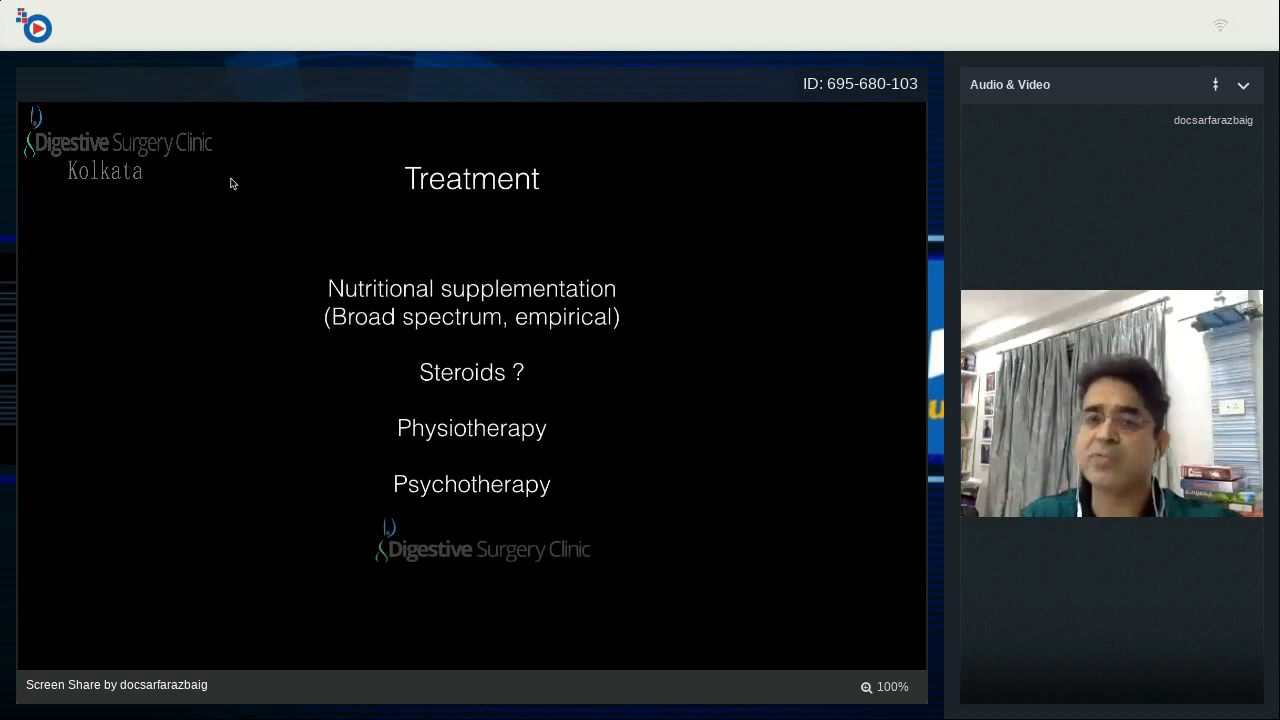 ID: 695-680-103
Audio & Video
docsarfarazbaig
Digestive Surgery Clinic
Kolkata
Treatment
Nutritional supplementation
(Broad spectrum, empirical)
Steroids ?
Physiotherapy
Psychotherapy
Digestive Surgery Clinic
Screen Share by docsarfarazbaig
100%